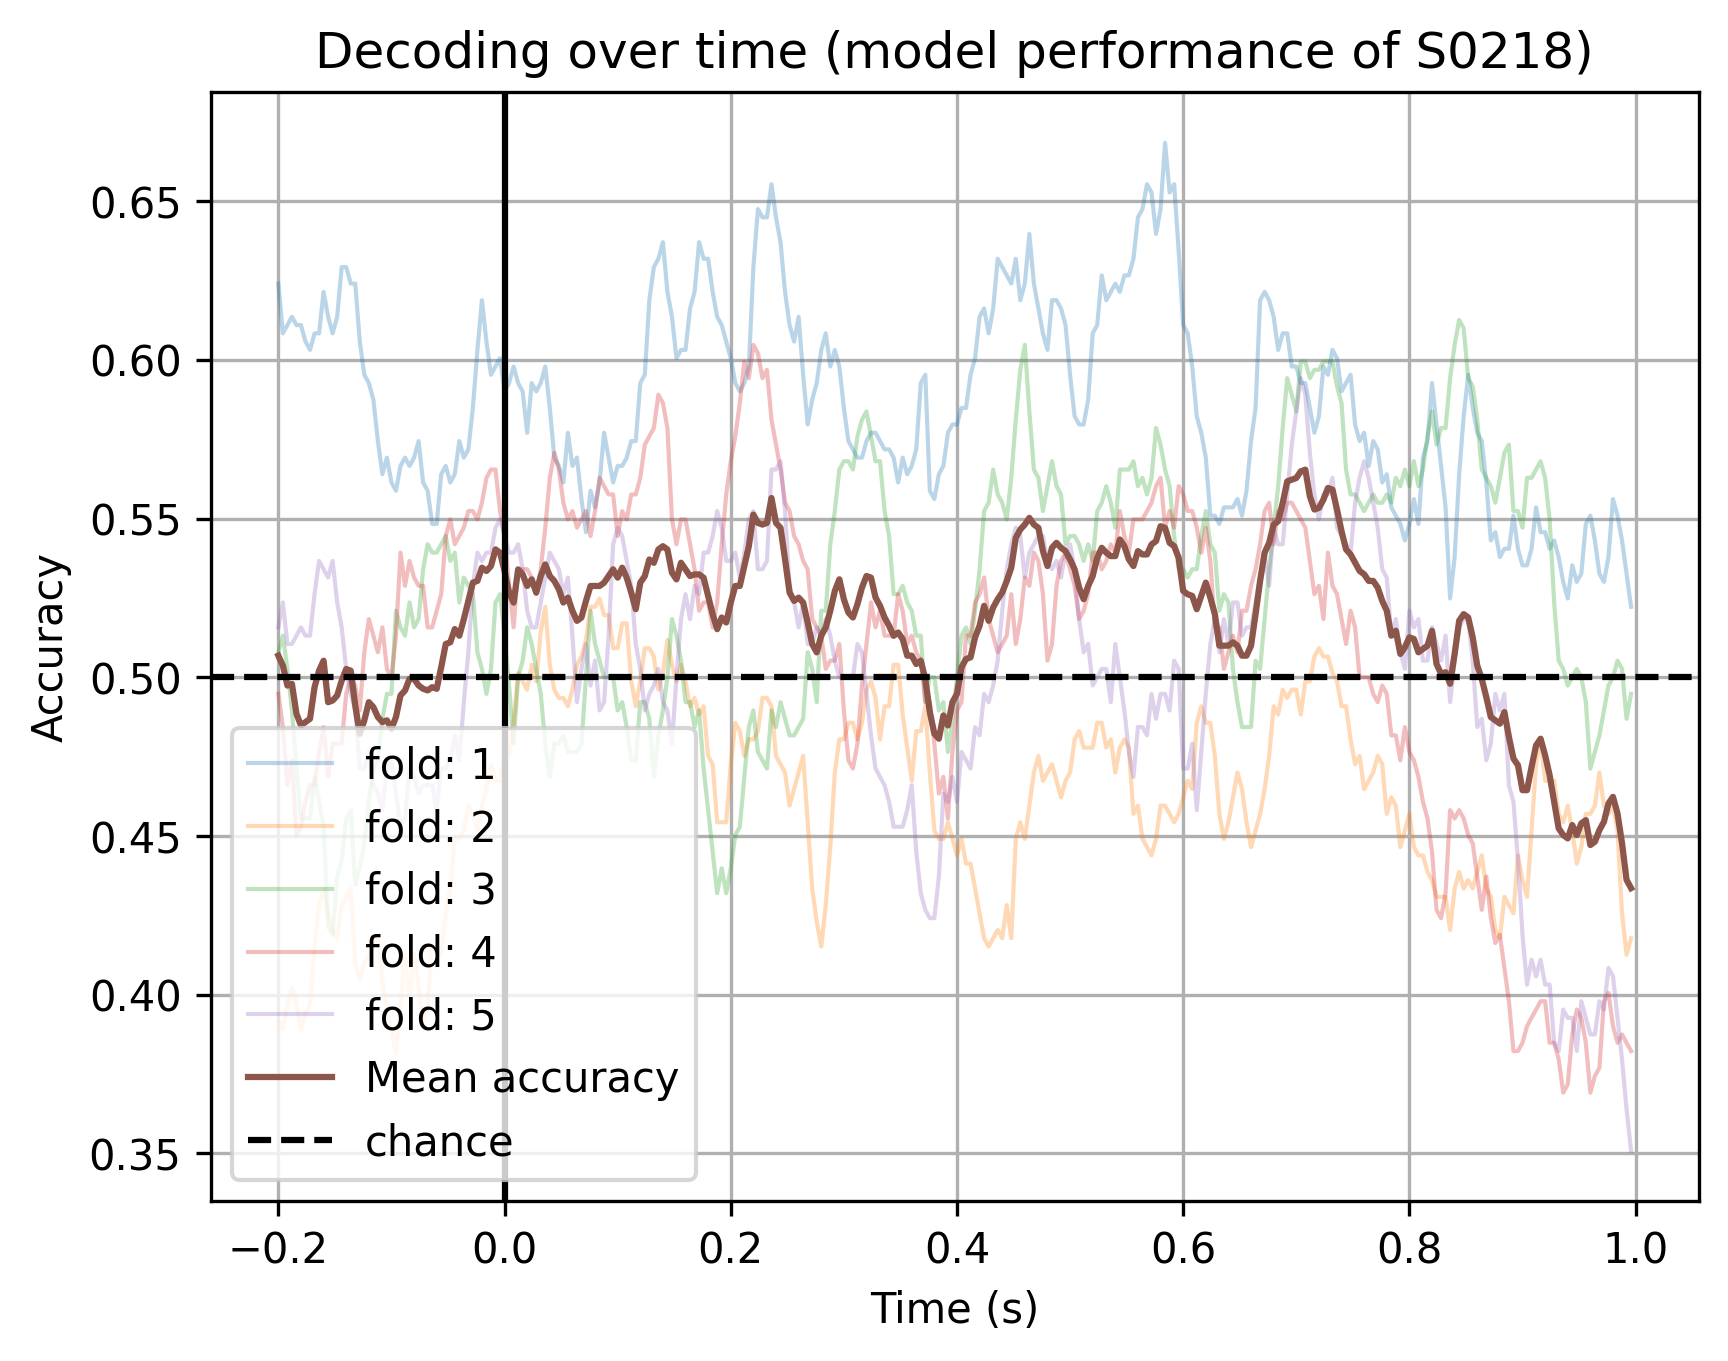 Decoding over time (model performance of S0218)
Accuracy
0.65
0.60
0.55
0.50
0.45
0.40
0.35
fold: 1
fold: 2
fold: 3
fold: 4
fold: 5
Mean accuracy
chance
−0.2 0.0 0.2 0.4 0.6 0.8 1.0
Time (s)